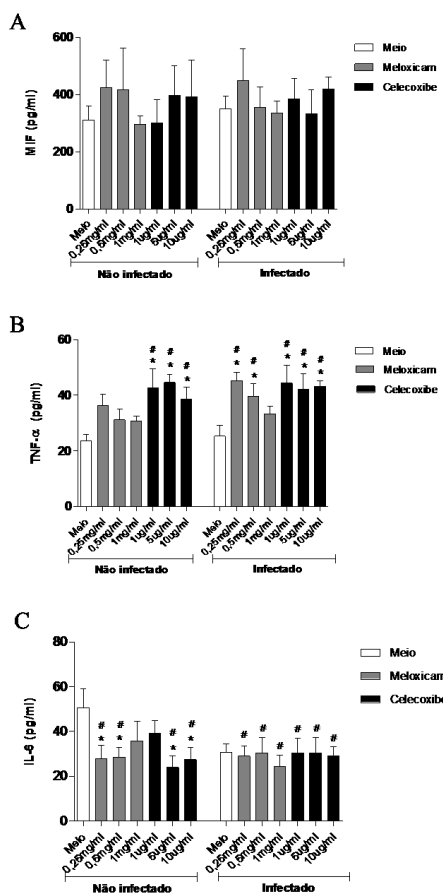 A
MIF (pg/ml)
600
400
200
0
Meio
Meloxicam
Celecoxibe
Meio
0,25mg/ml
0,5mg/ml
1mg/ml
1ug/ml
5ug/ml
10ug/ml
Meio
0,25mg/ml
0,5mg/ml
1mg/ml
1ug/ml
5ug/ml
10ug/ml
Não infectado
Infectado
B
TNF-α (pg/ml)
60
40
20
0
Meio
Meloxicam
Celecoxibe
# # # # # # # #
* * * * * * * *
Meio
0,25mg/ml
0,5mg/ml
1mg/ml
1ug/ml
5ug/ml
10ug/ml
Meio
0,25mg/ml
0,5mg/ml
1mg/ml
1ug/ml
5ug/ml
10ug/ml
Não infectado
Infectado
C
IL-6 (pg/ml)
80
60
40
20
0
Meio
Meloxicam
Celecoxibe
# # # # # # # # # #
* * * *
Meio
0,25mg/ml
0,5mg/ml
1mg/ml
1ug/ml
5ug/ml
10ug/ml
Meio
0,25mg/ml
0,5mg/ml
1mg/ml
1ug/ml
5ug/ml
10ug/ml
Não infectado
Infectado